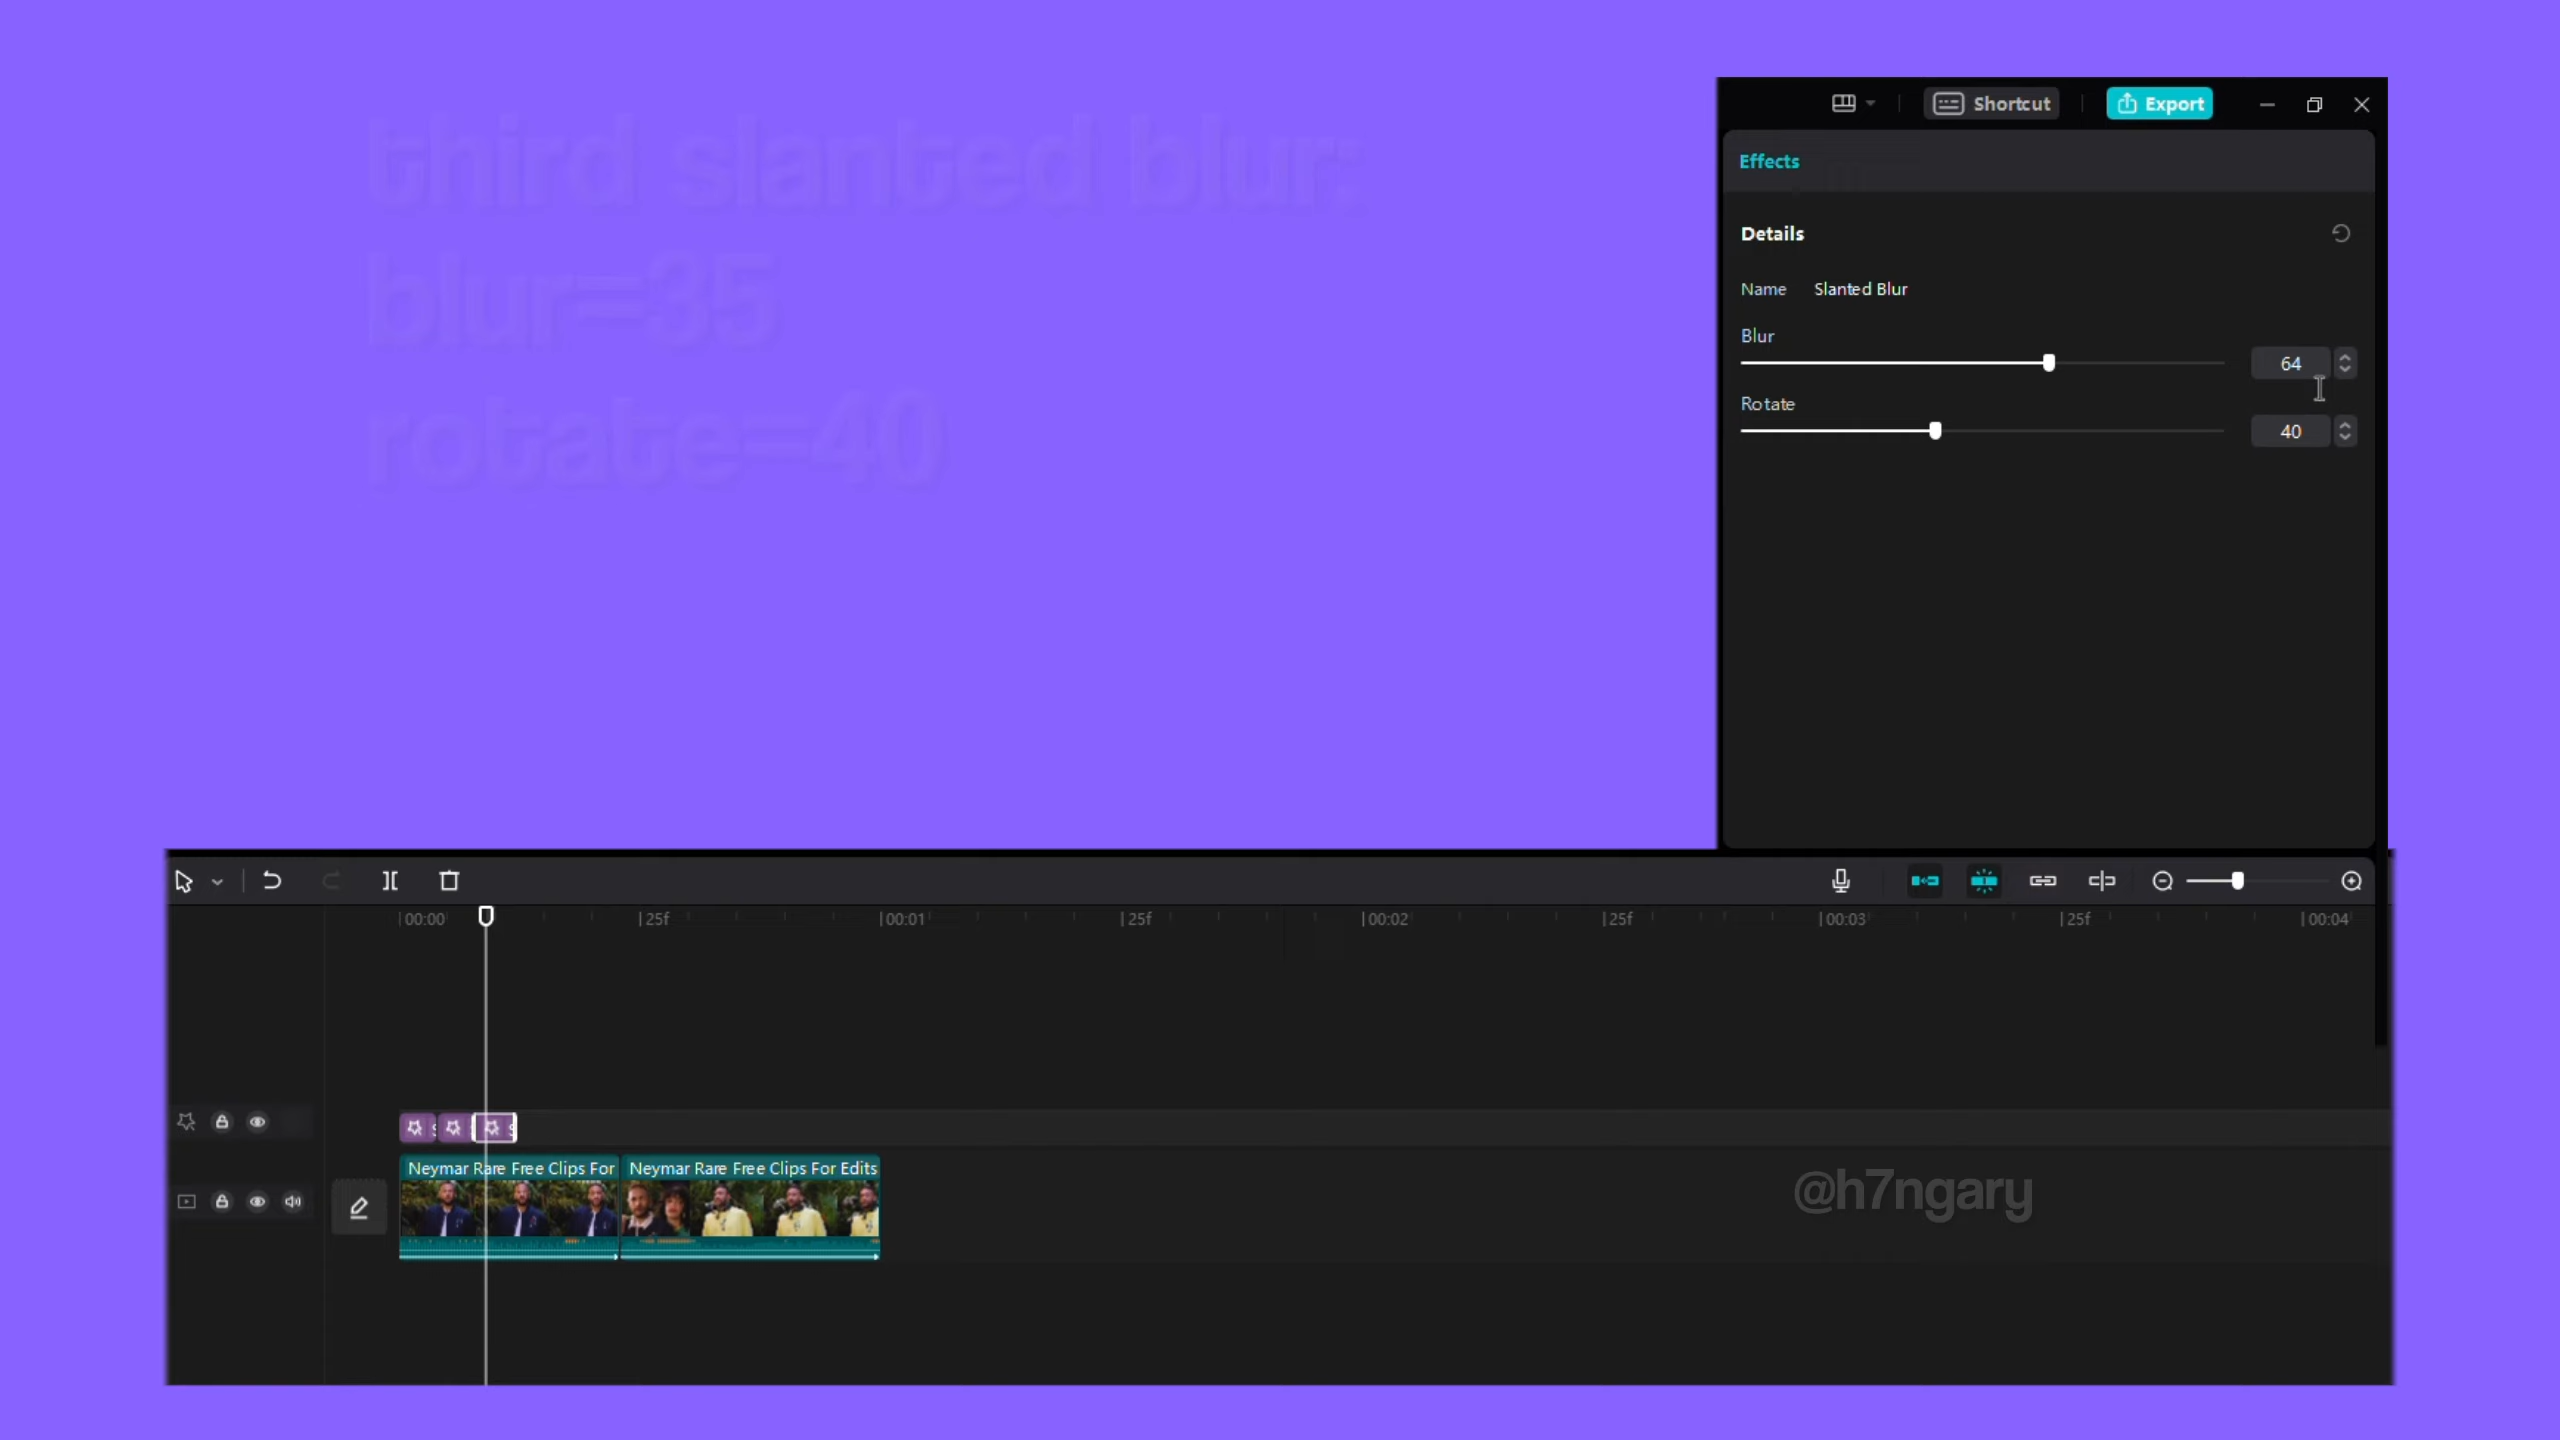 third slanted blur:
blur=35
rotate=40
Shortcut
Export
Effects
Details
Name Slanted Blur
Blur
64
Rotate
40
00:00 25f 00:01 25f 00:02 25f 00:03 25f 00:04
Neymar Rare Free Clips For
Neymar Rare Free Clips For Edits
@h7ngary